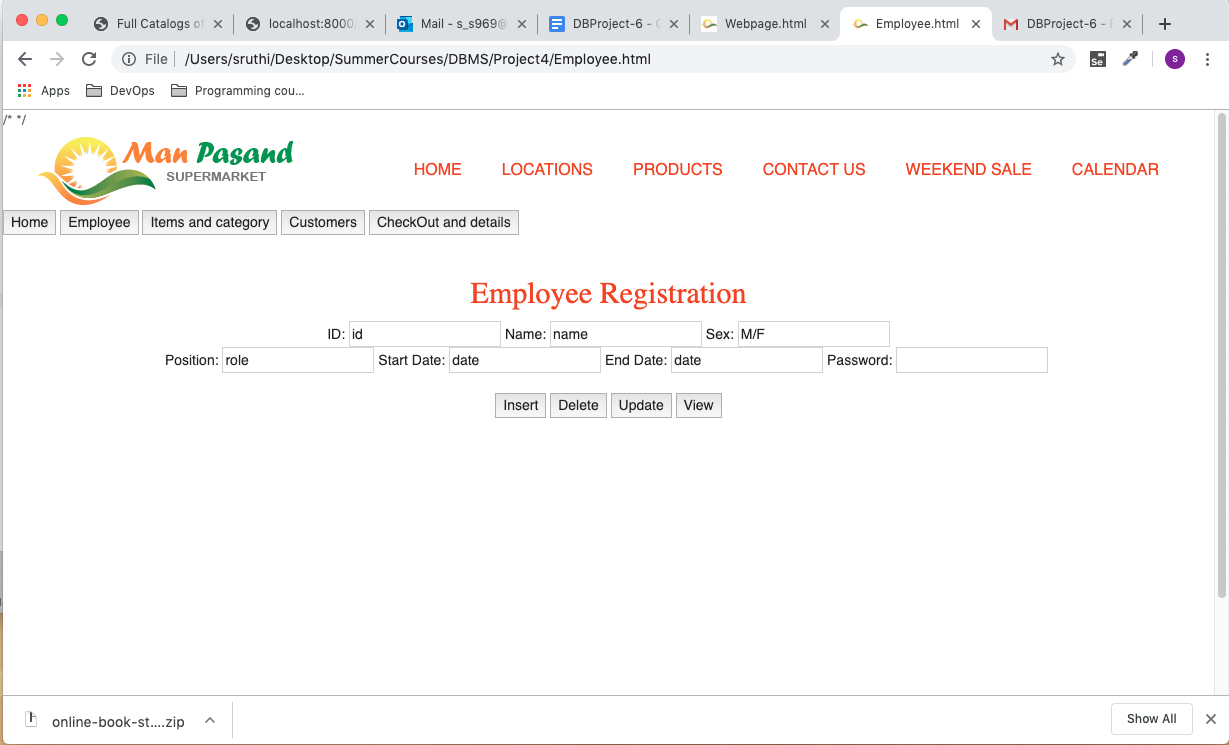 Full Catalogs of
localhost:8000/
Mail - s_s969@
DBProject-6 -
Webpage.html
Employee.html
DBProject-6 -
File
/Users/sruthi/Desktop/SummerCourses/DBMS/Project4/Employee.html
Se
s
Apps
DevOps
Programming cou...
/* */
Man Pasand
SUPERMARKET
HOME
LOCATIONS
PRODUCTS
CONTACT US
WEEKEND SALE
CALENDAR
Home
Employee
Items and category
Customers
CheckOut and details
Employee Registration
ID: id Name: name Sex: M/F
Position: role Start Date: date End Date: date Password:
Insert
Delete
Update
View
online-book-st....zip
Show All